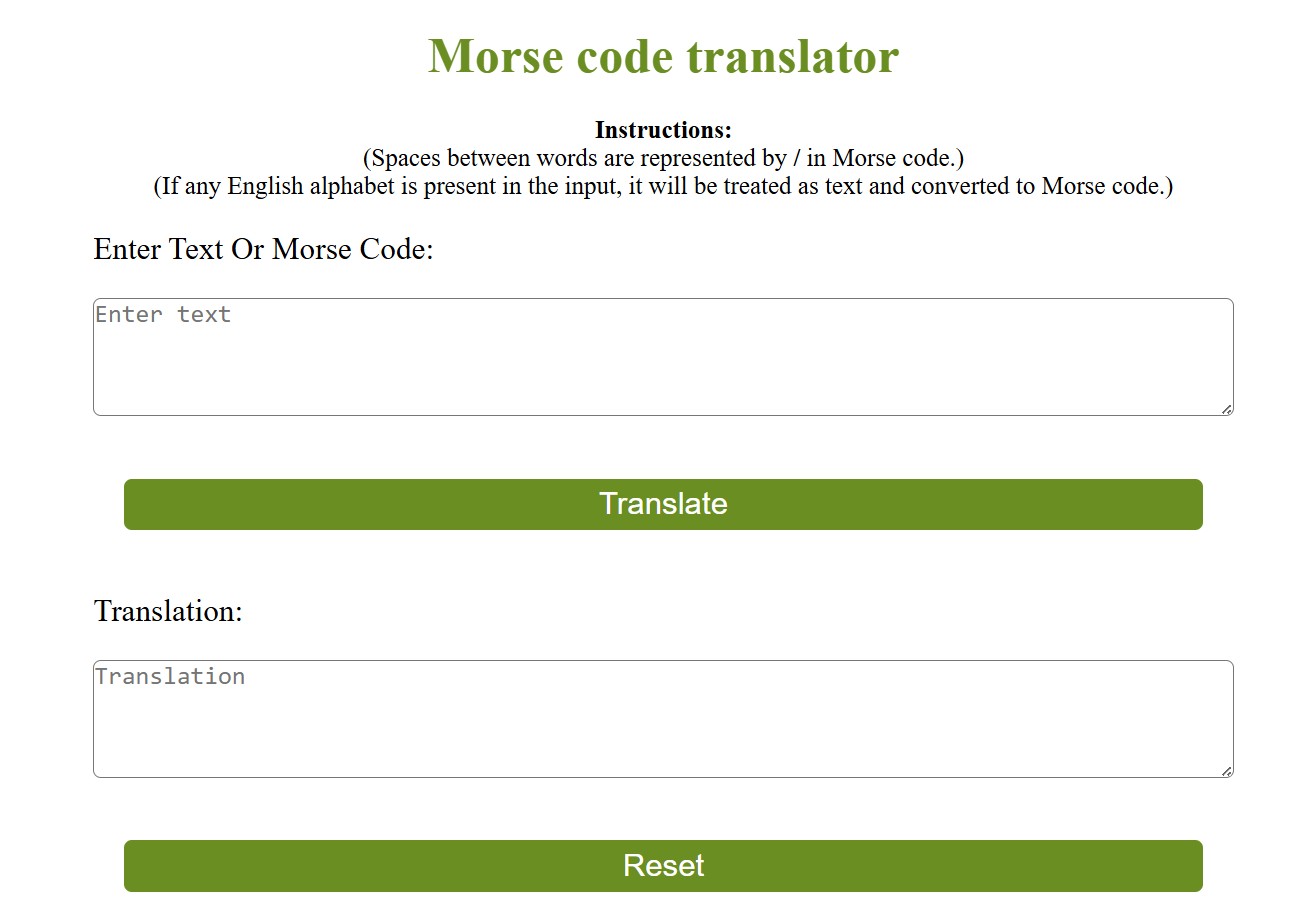 Morse code translator
Instructions:
(Spaces between words are represented by / in Morse code.)
(If any English alphabet is present in the input, it will be treated as text and converted to Morse code.)
Enter Text Or Morse Code:
Enter text
Translate
Translation:
Translation
Reset